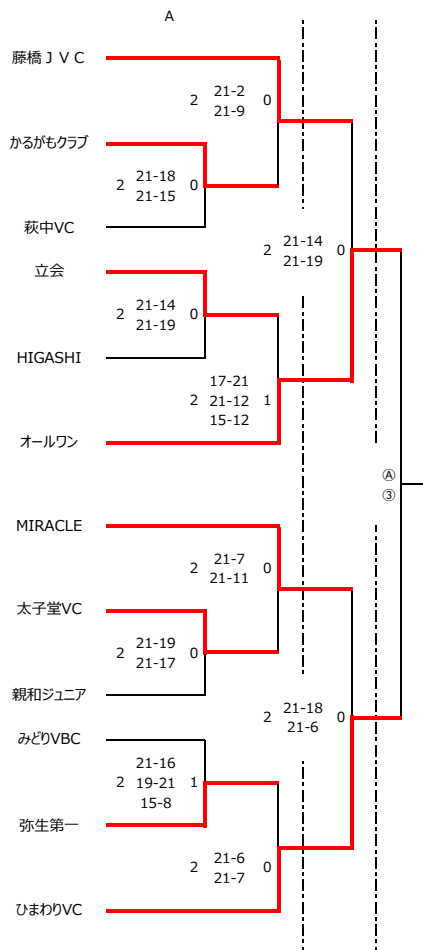 A
藤橋ＪＶＣ
2 21-2 0
21-9
かるがもクラブ
2 21-18 0
21-15
萩中VC
2 21-14 0
21-19
立会
2 21-14 0
21-19
HIGASHI
17-21
2 21-12 1
15-12
オールワン
Ⓐ
③
MIRACLE
2 21-7 0
21-11
太子堂VC
2 21-19 0
21-17
親和ジュニア
2 21-18 0
21-6
みどりVBC
21-16
2 19-21 1
15-8
弥生第一
2 21-6 0
21-7
ひまわりVC